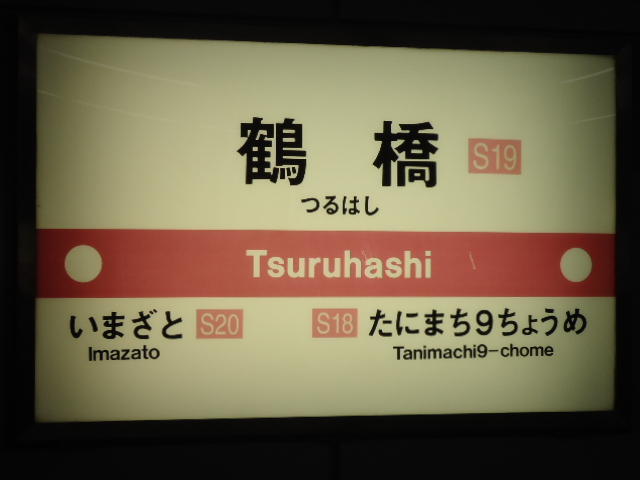 鶴橋 S19
つるはし
Tsuruhashi
いまざと S20
Imazato
S18 たにまち9ちょうめ
Tanimachi9-chome